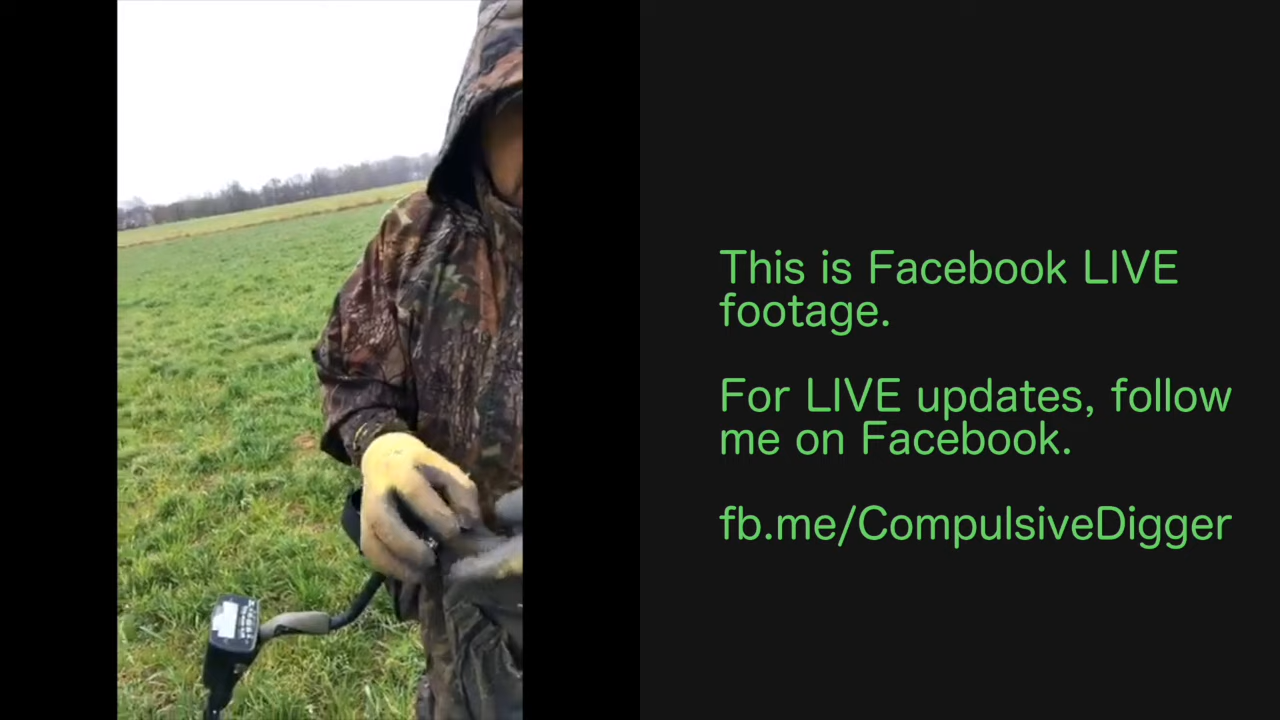 This is Facebook LIVE
footage.
For LIVE updates, follow
me on Facebook.
fb.me/CompulsiveDigger